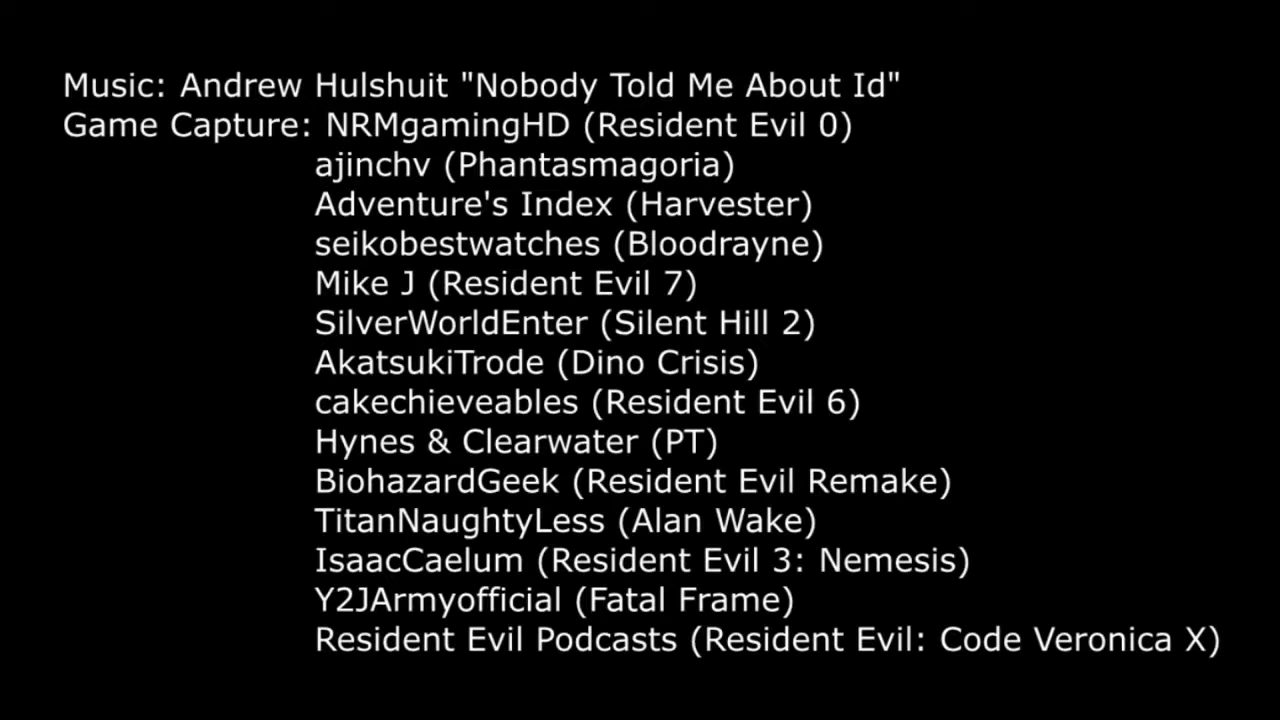 Music: Andrew Hulshuit "Nobody Told Me About Id"
Game Capture: NRMgamingHD (Resident Evil 0)
ajinchv (Phantasmagoria)
Adventure's Index (Harvester)
seikobestwatches (Bloodrayne)
Mike J (Resident Evil 7)
SilverWorldEnter (Silent Hill 2)
AkatsukiTrode (Dino Crisis)
cakechieveables (Resident Evil 6)
Hynes & Clearwater (PT)
BiohazardGeek (Resident Evil Remake)
TitanNaughtyLess (Alan Wake)
IsaacCaelum (Resident Evil 3: Nemesis)
Y2JArmyofficial (Fatal Frame)
Resident Evil Podcasts (Resident Evil: Code Veronica X)